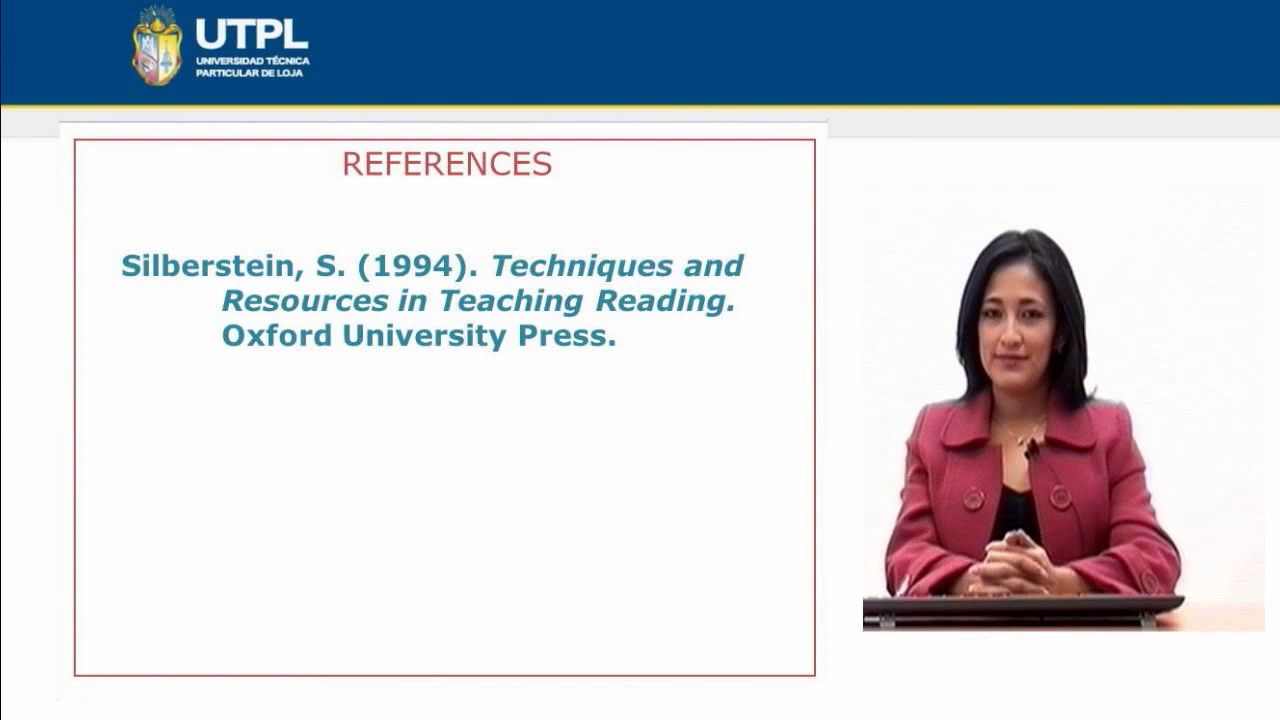 UTPL
UNIVERSIDAD TÉCNICA
PARTICULAR DE LOJA
REFERENCES
Silberstein, S. (1994). Techniques and
Resources in Teaching Reading.
Oxford University Press.